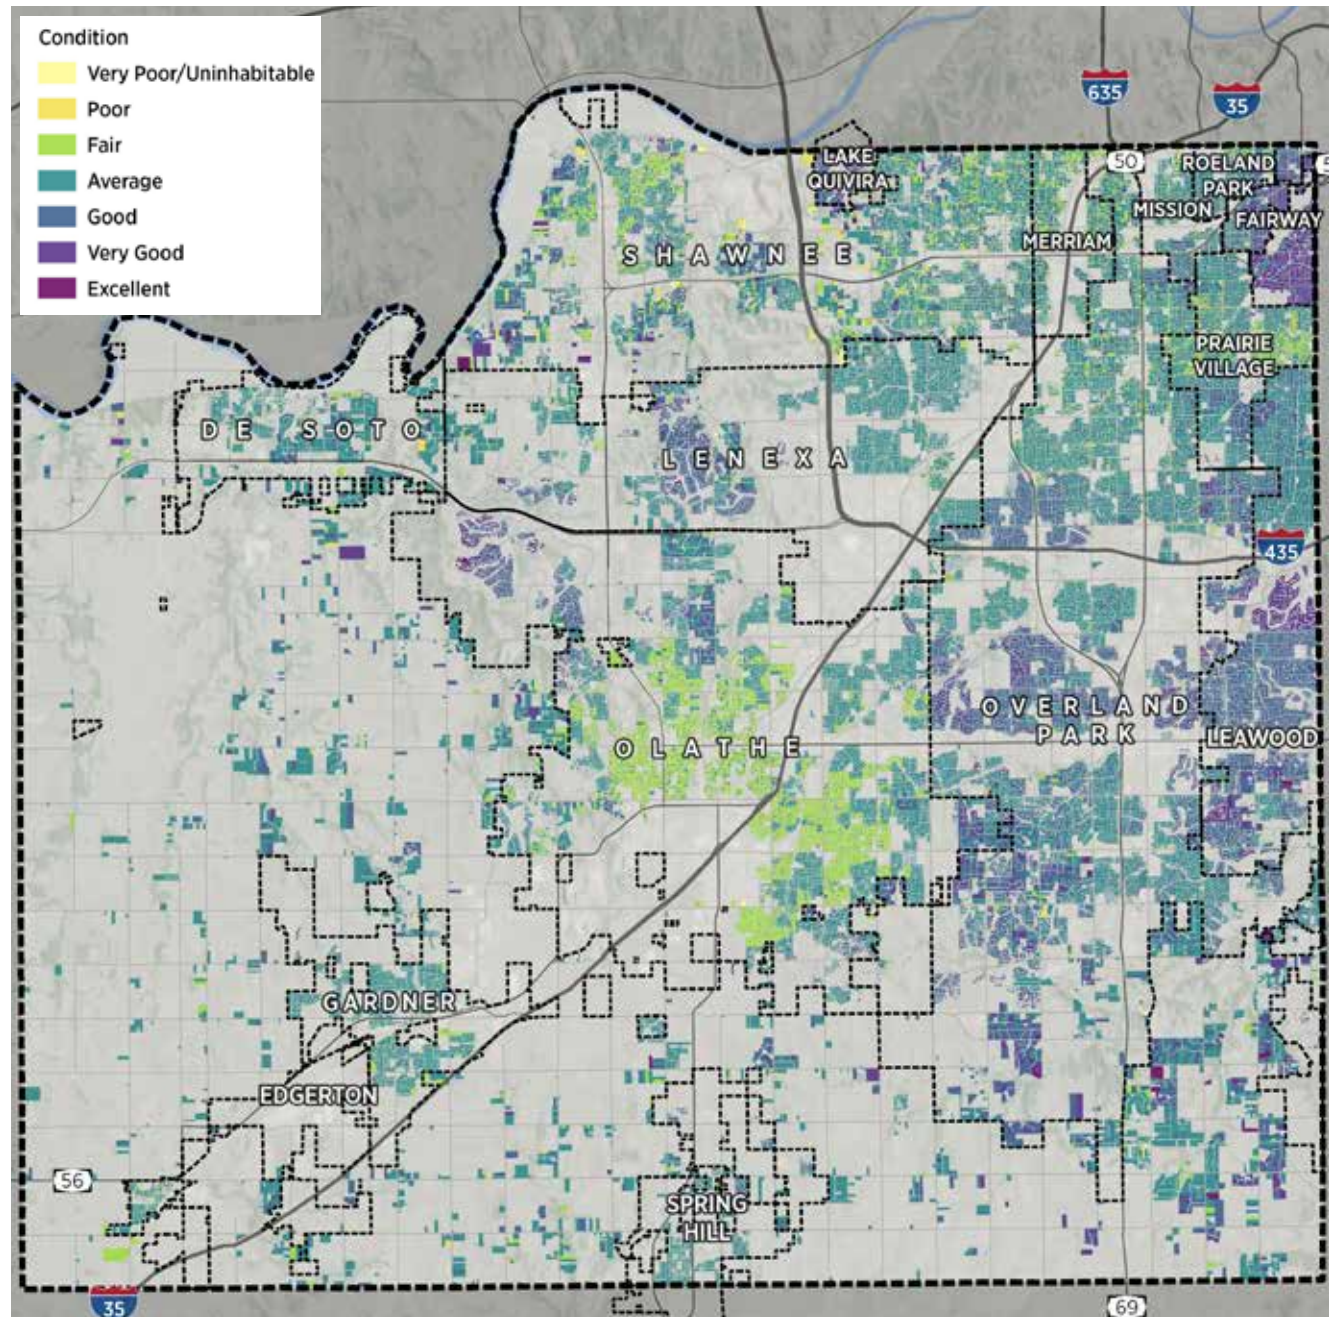 Condition
Very Poor/Uninhabitable
Poor
Fair
Average
Good
Very Good
Excellent
635
35
50
LAKE
QUIVIRA
ROELAND
PARK
MISSION
FAIRWAY
SHAWNEE
MERRIAM
PRAIRIE
VILLAGE
DE SOTO
LENEXA
435
OVERLAND
PARK
OLATHE
LEAWOOD
GARDNER
EDGERTON
56
SPRING
HILL
35
69